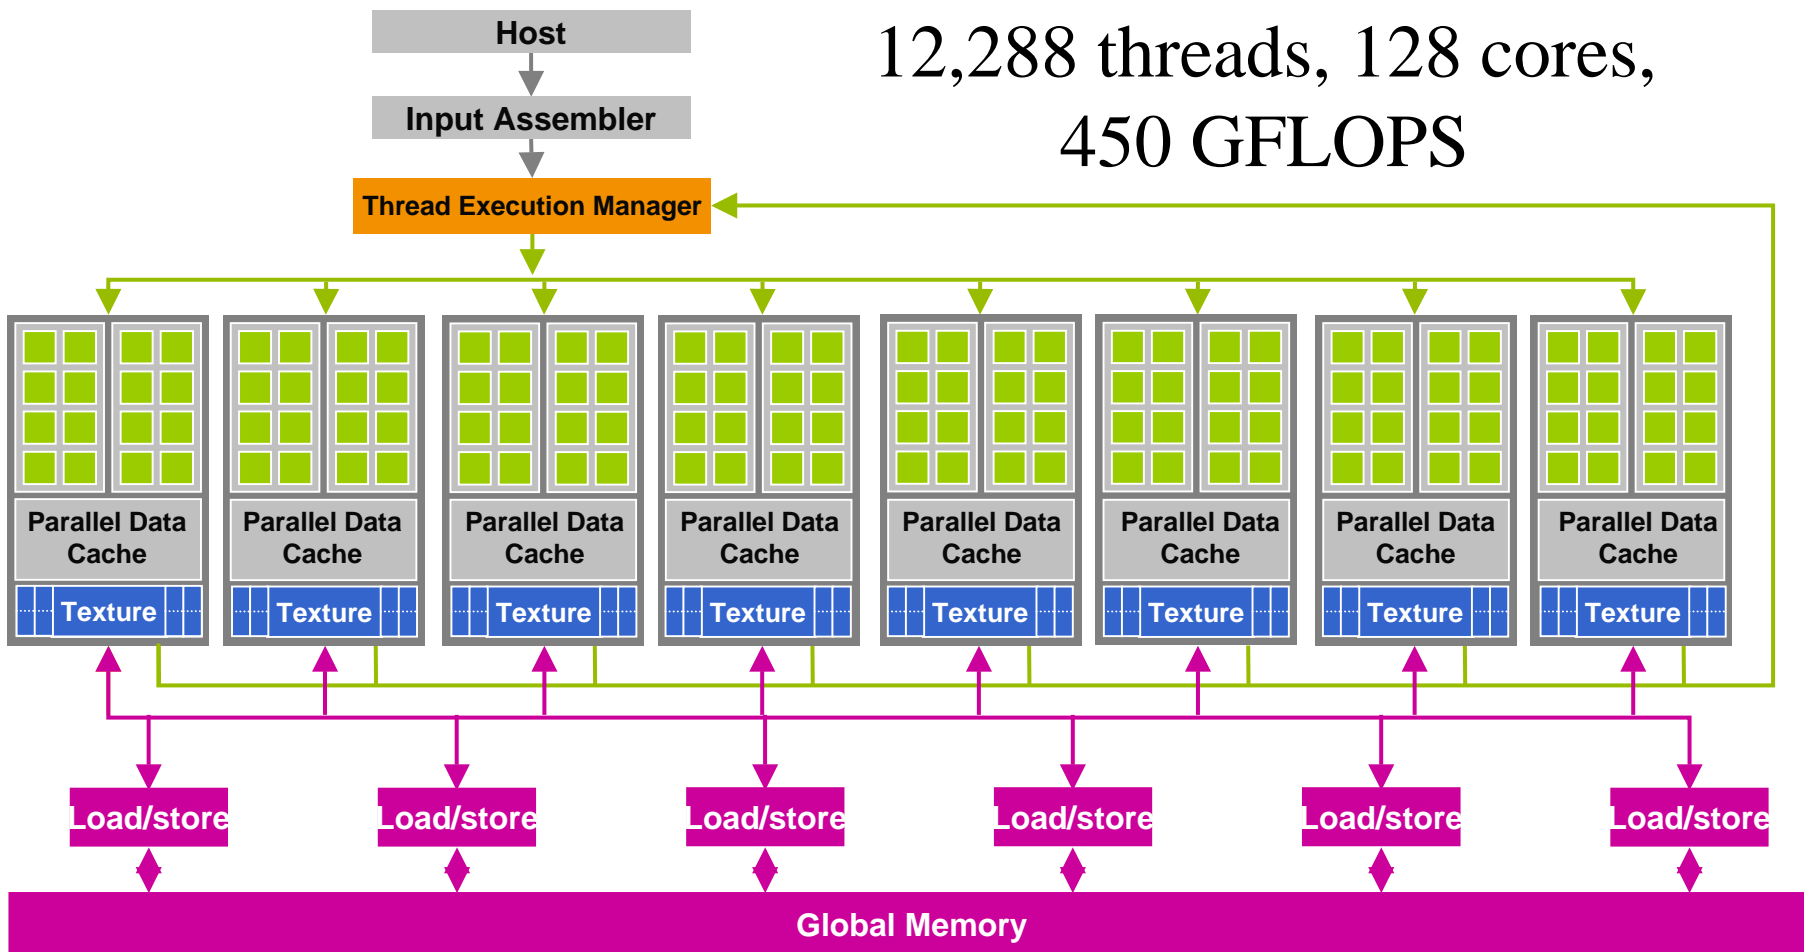 Host
12,288 threads, 128 cores,
450 GFLOPS
Input Assembler
Thread Execution Manager
Parallel Data
Cache
Parallel Data
Cache
Parallel Data
Cache
Parallel Data
Cache
Parallel Data
Cache
Parallel Data
Cache
Parallel Data
Cache
Parallel Data
Cache
Texture
Texture
Texture
Texture
Texture
Texture
Texture
Texture
Load/store
Load/store
Load/store
Load/store
Load/store
Load/store
Global Memory